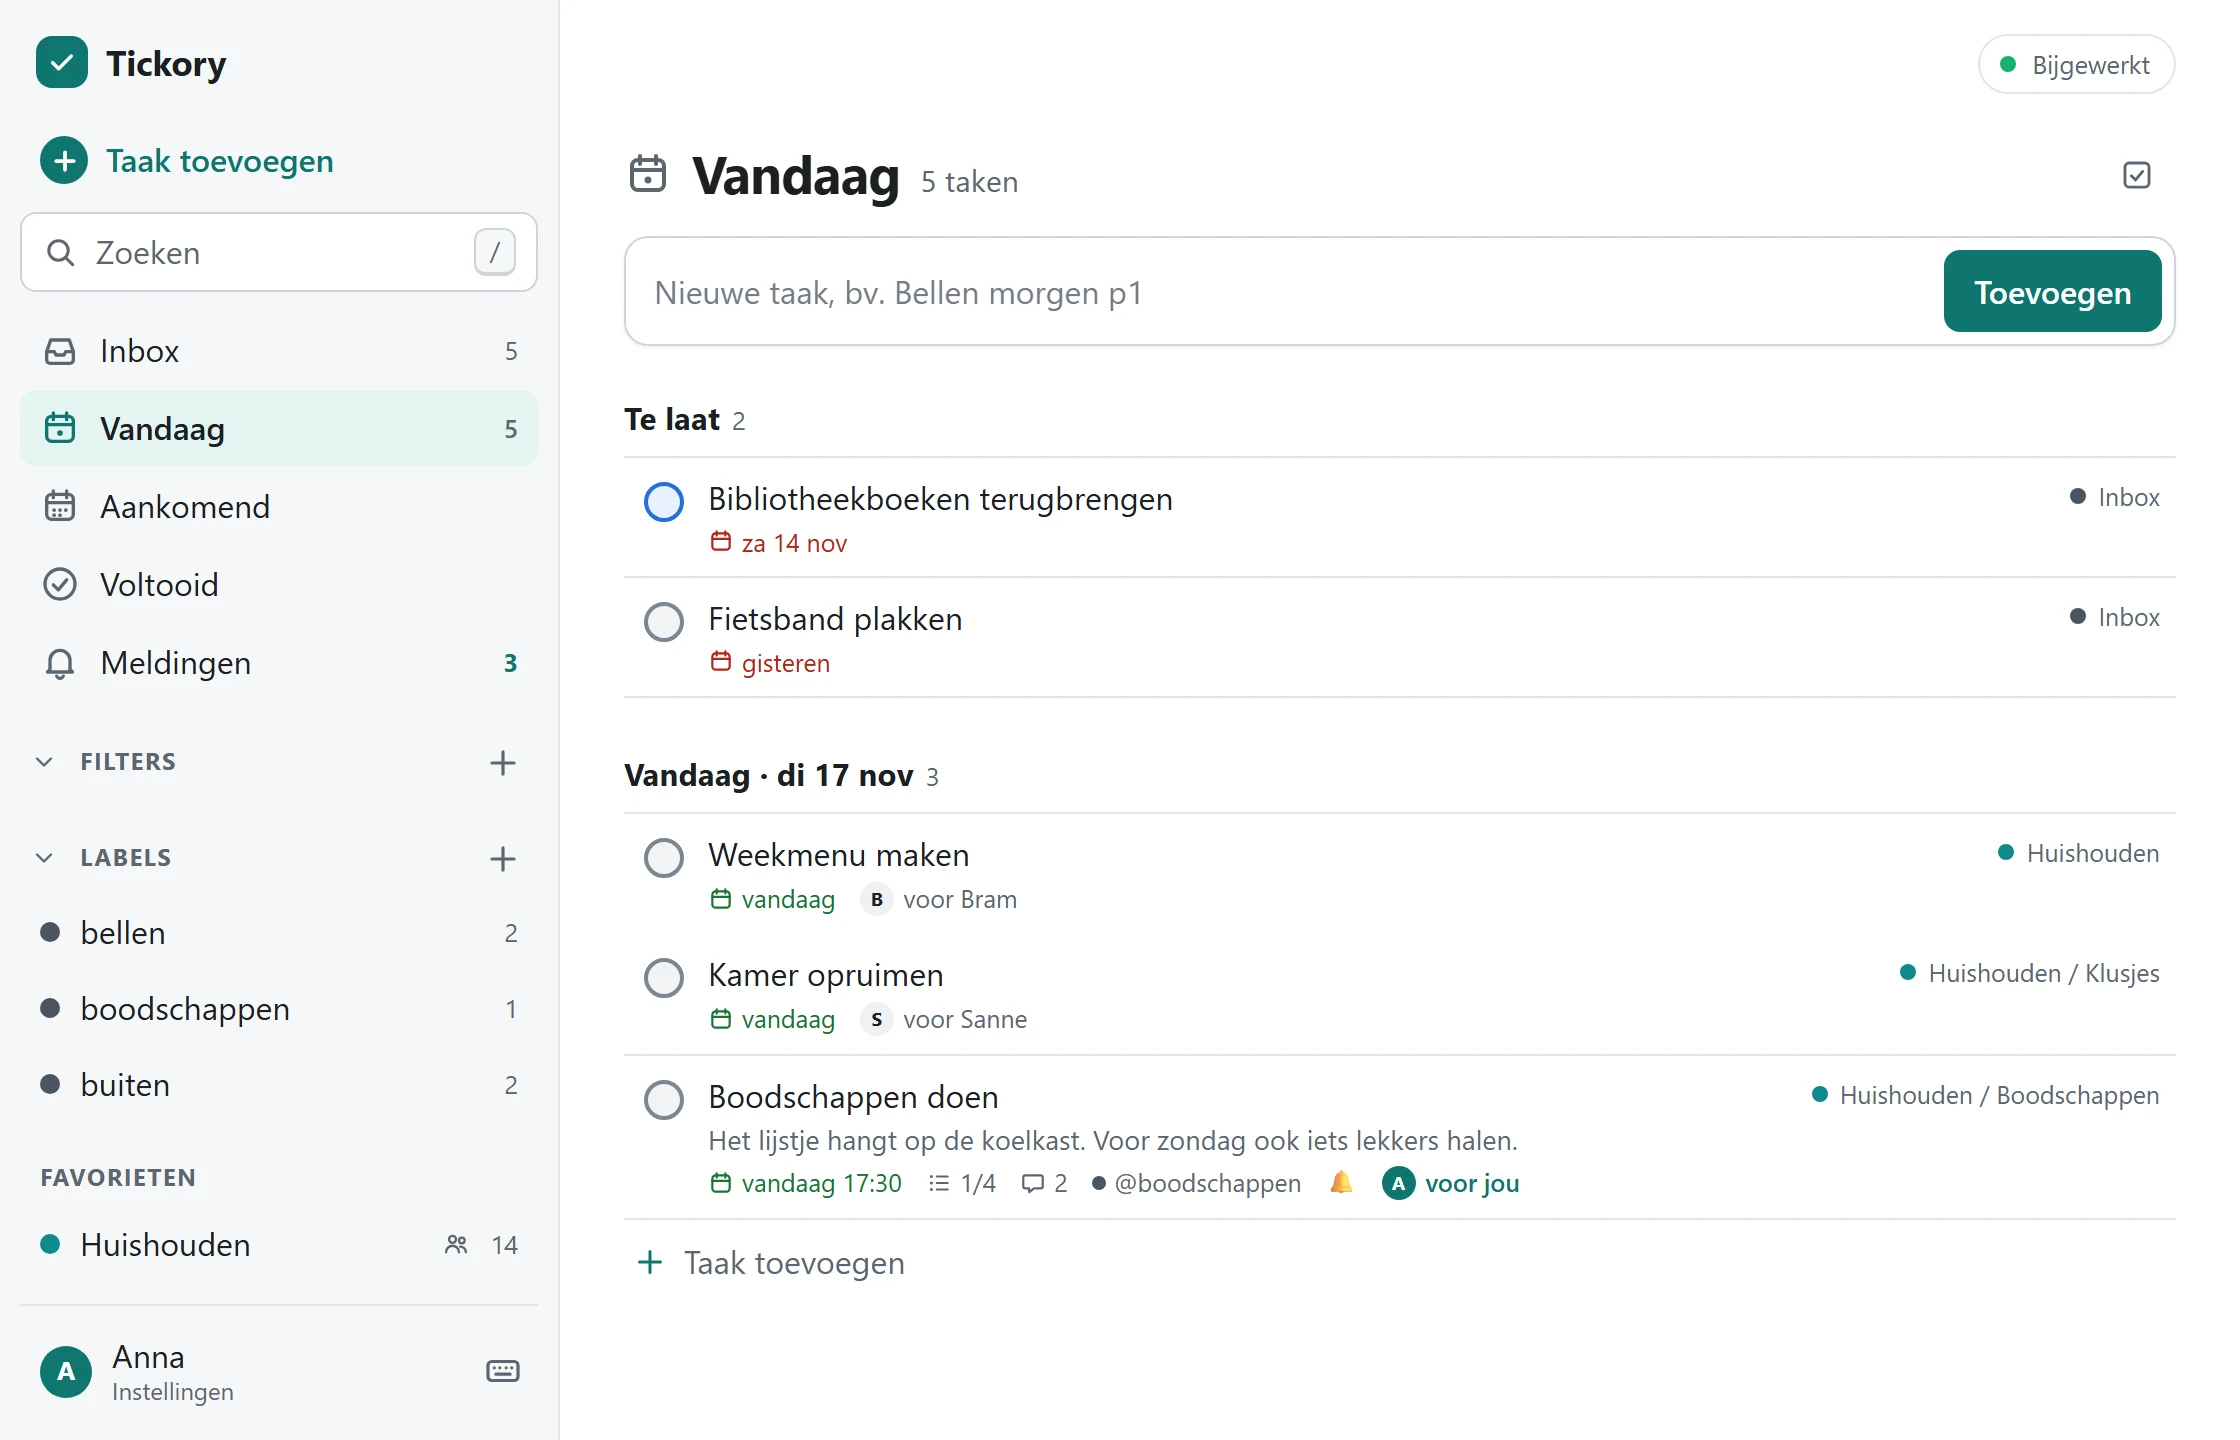 Tickory
Taak toevoegen
Zoeken /
Inbox 5
Vandaag 5
Aankomend
Voltooid
Meldingen 3
FILTERS
LABELS
bellen 2
boodschappen 1
buiten 2
FAVORIETEN
Huishouden 14
A Anna
Instellingen
Bijgewerkt
Vandaag 5 taken
Nieuwe taak, bv. Bellen morgen p1 Toevoegen
Te laat 2
Bibliotheekboeken terugbrengen Inbox
za 14 nov
Fietsband plakken Inbox
gisteren
Vandaag · di 17 nov 3
Weekmenu maken Huishouden
vandaag B voor Bram
Kamer opruimen Huishouden / Klusjes
vandaag S voor Sanne
Boodschappen doen Huishouden / Boodschappen
Het lijstje hangt op de koelkast. Voor zondag ook iets lekkers halen.
vandaag 17:30 1/4 2 @boodschappen A voor jou
Taak toevoegen